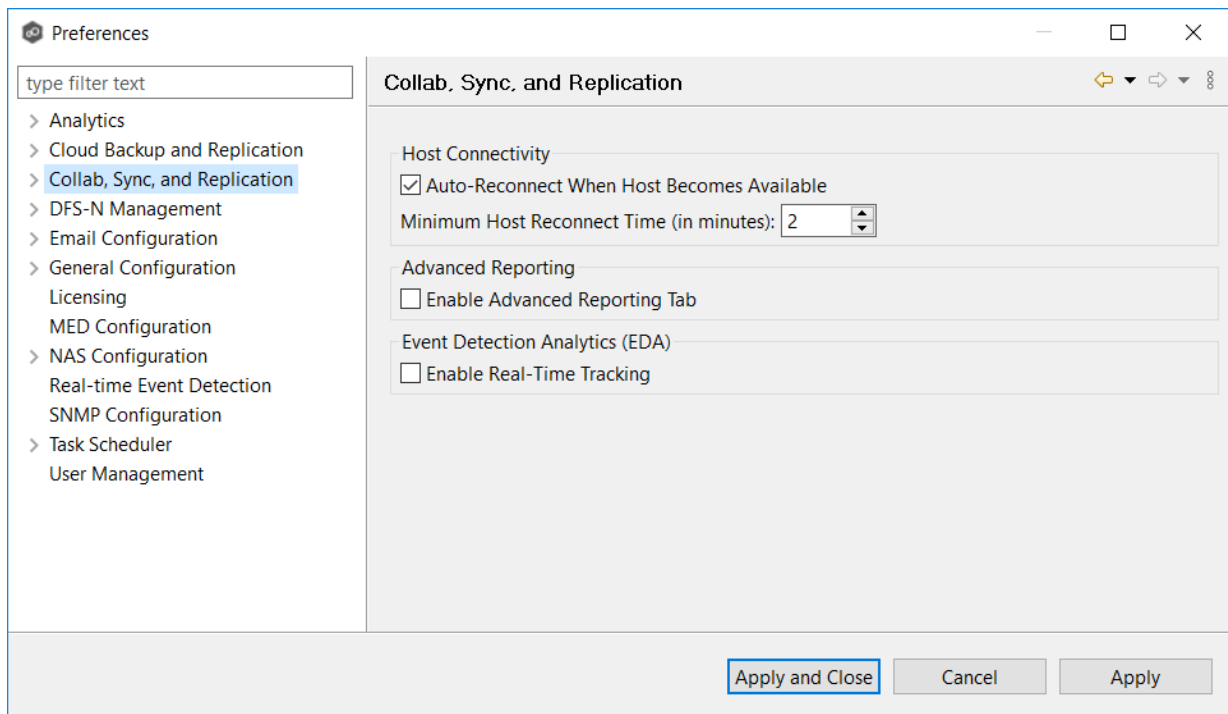 Preferences
type filter text
Analytics
Cloud Backup and Replication
Collab, Sync, and Replication
DFS-N Management
Email Configuration
General Configuration
Licensing
MED Configuration
NAS Configuration
Real-time Event Detection
SNMP Configuration
Task Scheduler
User Management
Collab, Sync, and Replication
Host Connectivity
Auto-Reconnect When Host Becomes Available
Minimum Host Reconnect Time (in minutes): 2
Advanced Reporting
Enable Advanced Reporting Tab
Event Detection Analytics (EDA)
Enable Real-Time Tracking
Apply and Close Cancel Apply